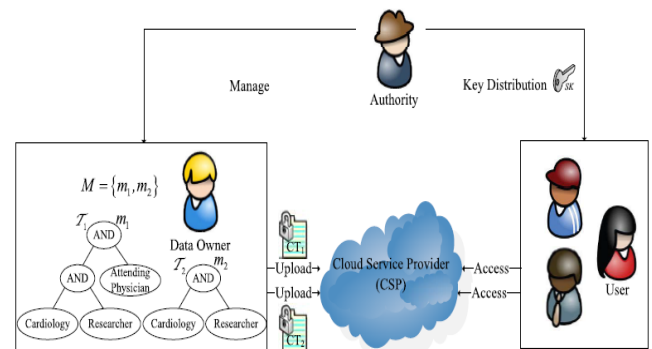 Authority
Manage
Key Distribution SK
M = {m₁, m₂}
Data Owner
𝒯₁ m₁
AND
AND
Attending
Physician
Cardiology
Researcher
𝒯₂ m₂
AND
Cardiology
Researcher
CT₁
Upload
Upload
CT₂
Cloud Service Provider
(CSP)
Access
Access
User